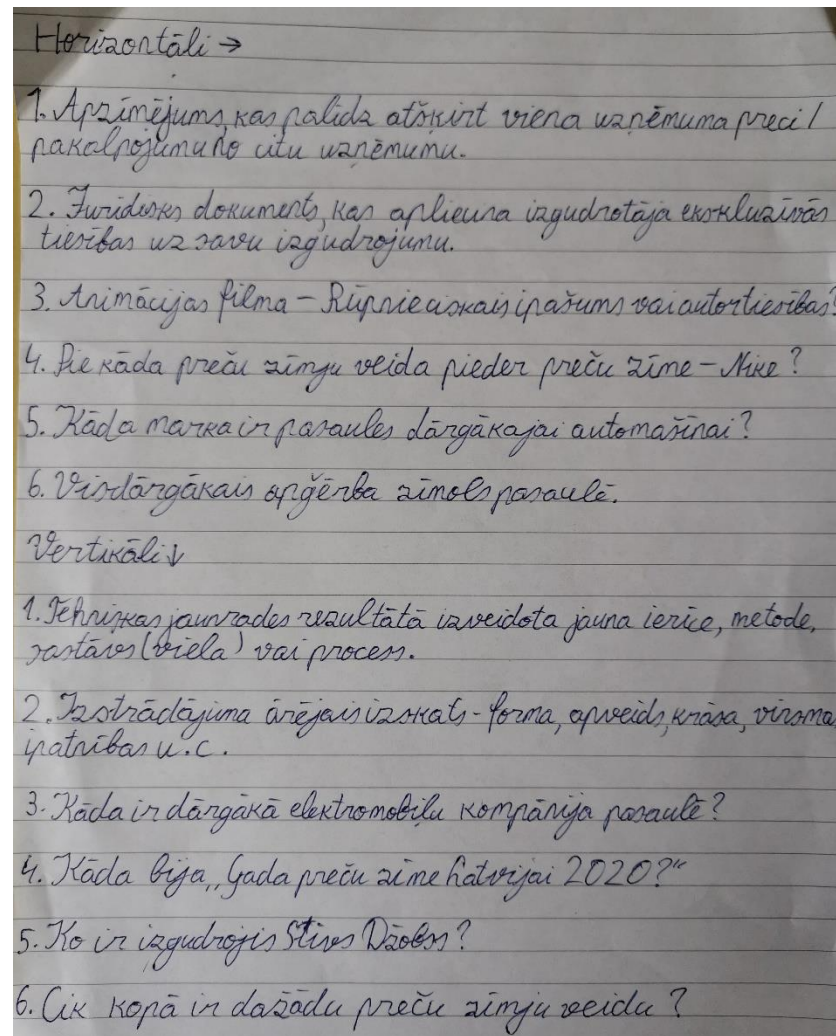 Horizontāli →
1. Apzīmējums, kas palīdz atšķirt viena uzņēmuma preci /
pakalpojumu no citu uzņēmumu.
2. Juridisks dokuments, kas apliecina izgudrotāja ekskluzīvās
tiesības uz savu izgudrojumu.
3. Animācijas filma – Rūpnieciskais īpašums vai autortiesības?
4. Pie kāda preču zīmju veida pieder preču zīme – Nike?
5. Kāda marka ir pasaules dārgākajai automašīnai?
6. Visdārgākais apģērba zīmols pasaulē.
Vertikāli ↓
1. Tehniskas jaunrades rezultātā izveidota jauna ierīce, metode,
sastāvs (viela) vai process.
2. Izstrādājuma ārējais izskats - forma, apveids, krāsa, virsma
īpatnības u.c.
3. Kāda ir dārgākā elektromobiļu kompānija pasaulē?
4. Kāda bija „Gada preču zīme Latvijai 2020?“
5. Ko ir izgudrojis Stīvs Džobs?
6. Cik kopā ir dažādu preču zīmju veidu?